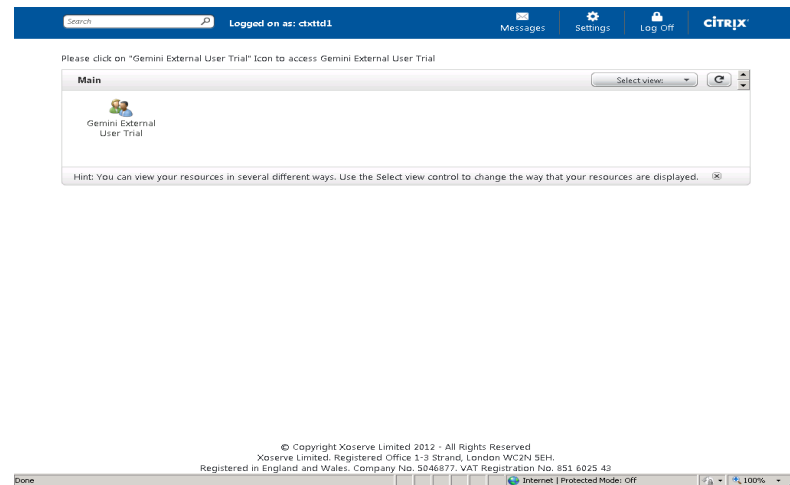 Search
Logged on as: ctxttd1
Messages
Settings
Log Off
CİTRIX
Please click on "Gemini External User Trial" Icon to access Gemini External User Trial
Main
Select view:
Gemini External
User Trial
Hint: You can view your resources in several different ways. Use the Select view control to change the way that your resources are displayed.
© Copyright Xoserve Limited 2012 - All Rights Reserved
Xoserve Limited. Registered Office 1-3 Strand, London WC2N 5EH.
Registered in England and Wales. Company No. 5046877. VAT Registration No. 851 6025 43
Done
Internet | Protected Mode: Off
100%